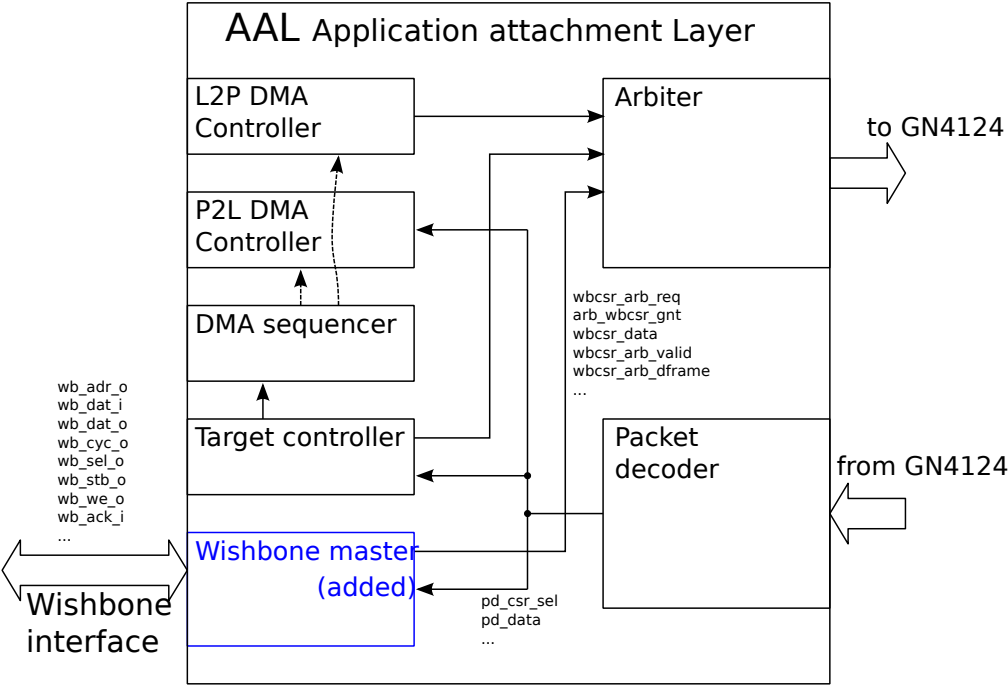 AAL Application attachment Layer
L2P DMA
Controller
Arbiter
to GN4124
P2L DMA
Controller
wbcsr_arb_req
arb_wbcsr_gnt
wbcsr_data
wbcsr_arb_valid
wbcsr_arb_dframe
...
DMA sequencer
wb_adr_o
wb_dat_i
wb_dat_o
wb_cyc_o
wb_sel_o
wb_stb_o
wb_we_o
wb_ack_i
...
Target controller
Packet
decoder
from GN4124
Wishbone master
(added)
Wishbone
interface
pd_csr_sel
pd_data
...